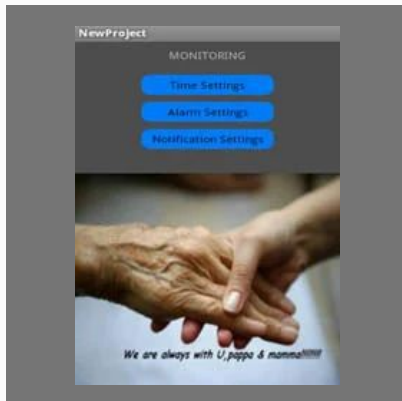 NewProject
MONITORING
Time Settings
Alarm Settings
Notification Settings
We are always with U,pappa & mamma!!!!!!!